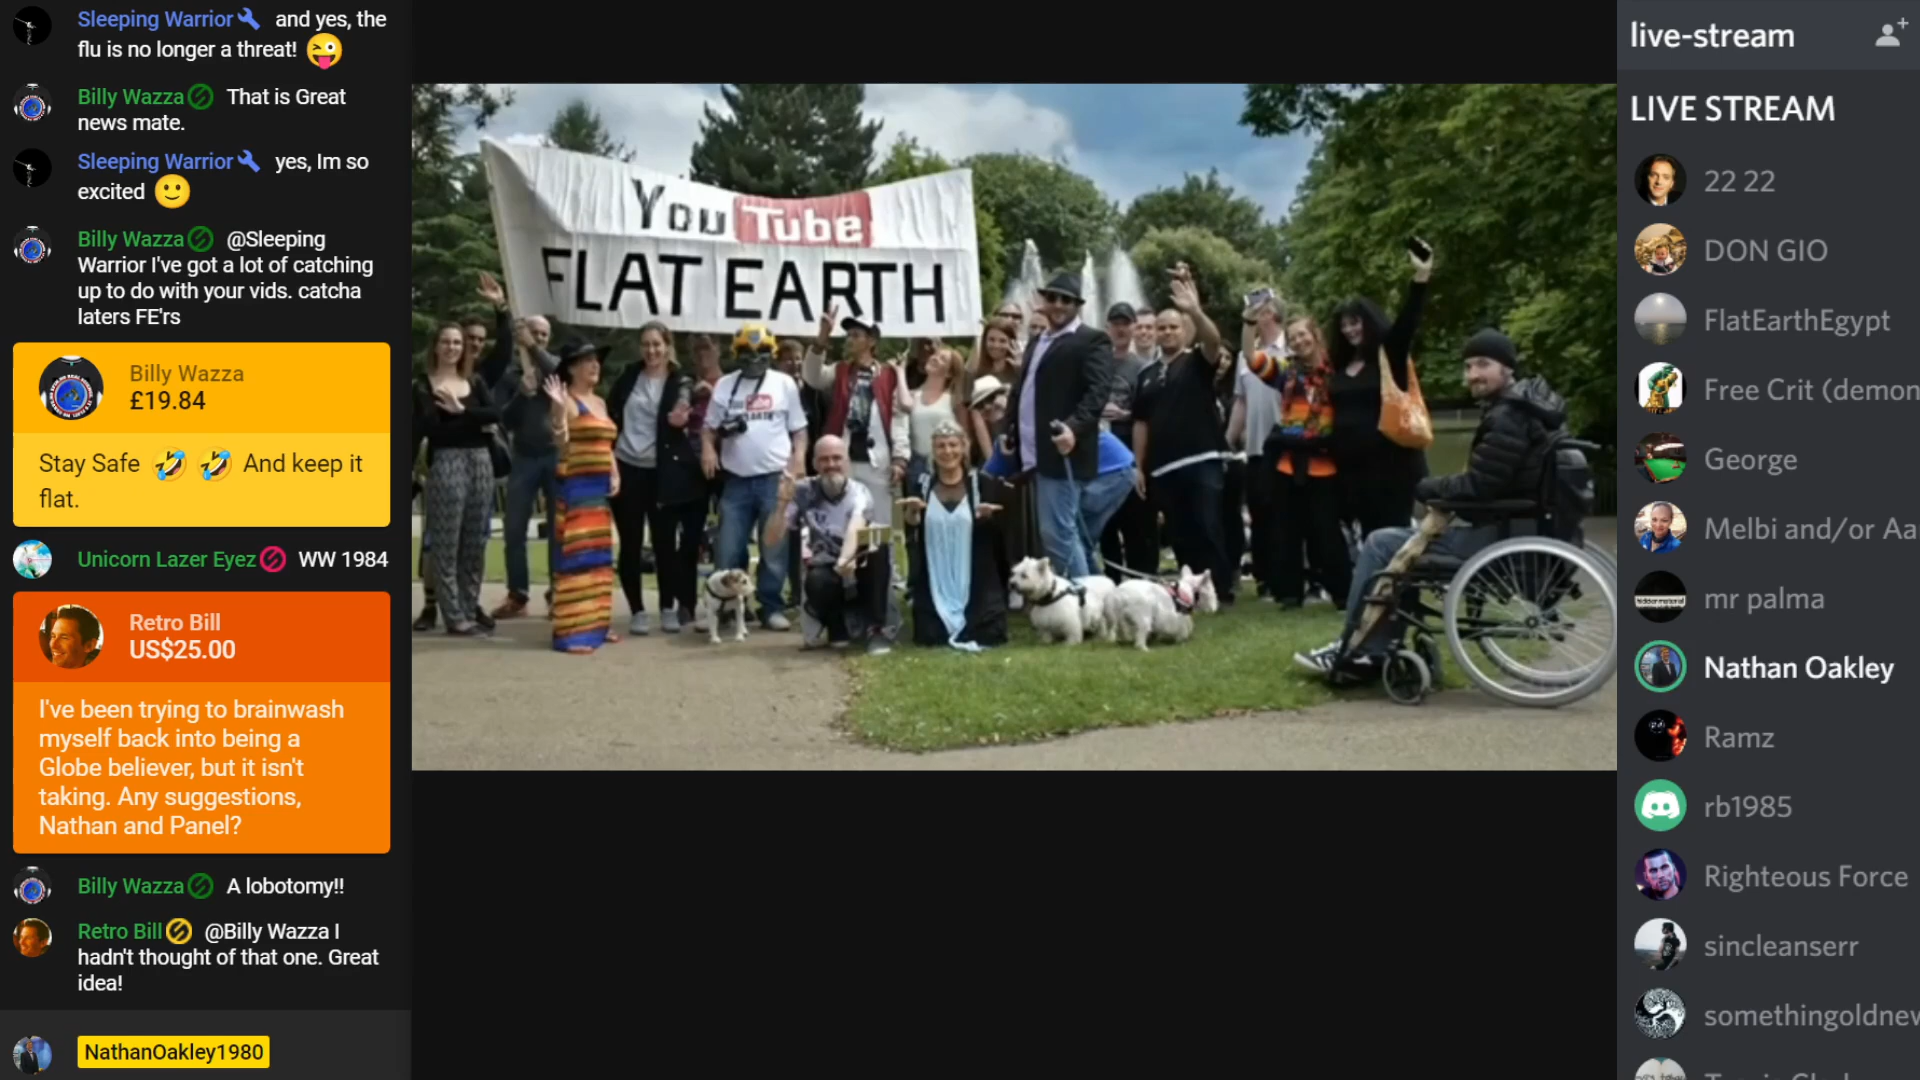 Sleeping Warrior and yes, the
flu is no longer a threat!
Billy Wazza That is Great
news mate.
Sleeping Warrior yes, Im so
excited
Billy Wazza @Sleeping
Warrior I've got a lot of catching
up to do with your vids. catcha
laters FE'rs
Billy Wazza
£19.84
Stay Safe And keep it
flat.
Unicorn Lazer Eyez WW 1984
Retro Bill
US$25.00
I've been trying to brainwash
myself back into being a
Globe believer, but it isn't
taking. Any suggestions,
Nathan and Panel?
Billy Wazza A lobotomy!!
Retro Bill @Billy Wazza I
hadn't thought of that one. Great
idea!
NathanOakley1980
You Tube
FLAT EARTH
live-stream
LIVE STREAM
22 22
DON GIO
FlatEarthEgypt
Free Crit (demon
George
Melbi and/or Aa
mr palma
Nathan Oakley
Ramz
rb1985
Righteous Force
sincleanserr
somethingoldnew